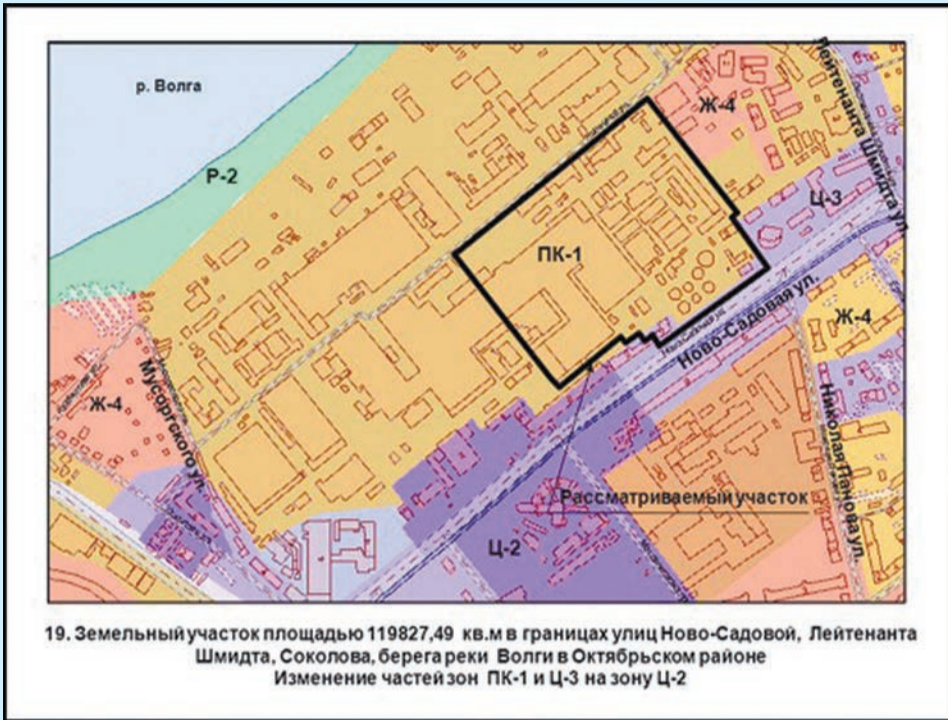 р. Волга
Р-2
Ж-4
Лейтенанта Шмидта ул.
Ц-3
ПК-1
Ново-Садовая ул.
Ж-4
Ж-4
Мусоргского ул.
Николая Панова ул.
Рассматриваемый участок
Ц-2
19. Земельный участок площадью 119827,49 кв.м в границах улиц Ново-Садовой, Лейтенанта
Шмидта, Соколова, берега реки Волги в Октябрьском районе
Изменение частей зон ПК-1 и Ц-3 на зону Ц-2